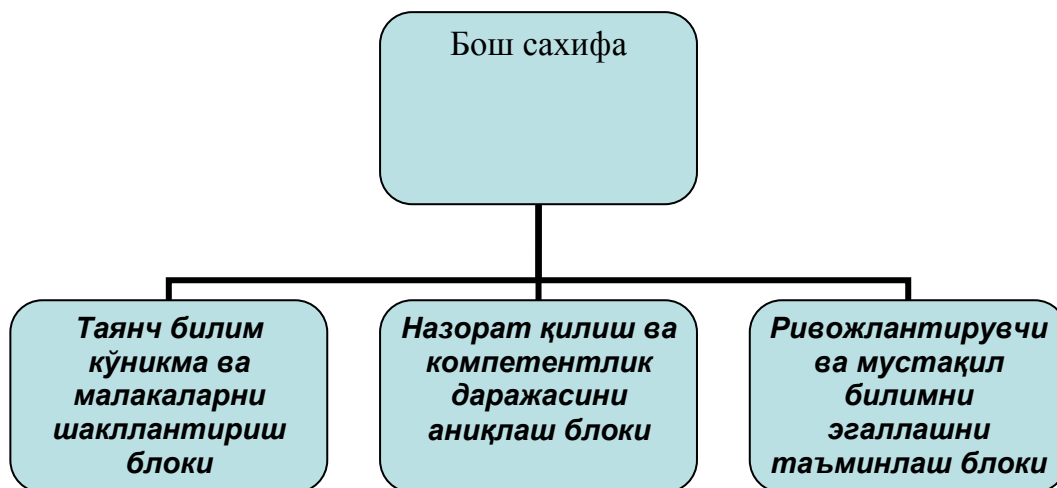 Бош сахифа
Таянч билим
кўникма ва
малакаларни
шакллантириш
блоки
Назорат қилиш ва
компетентлик
даражасини
аниқлаш блоки
Ривожлантирувчи
ва мустақил
билимни
эгаллашни
таъминлаш блоки